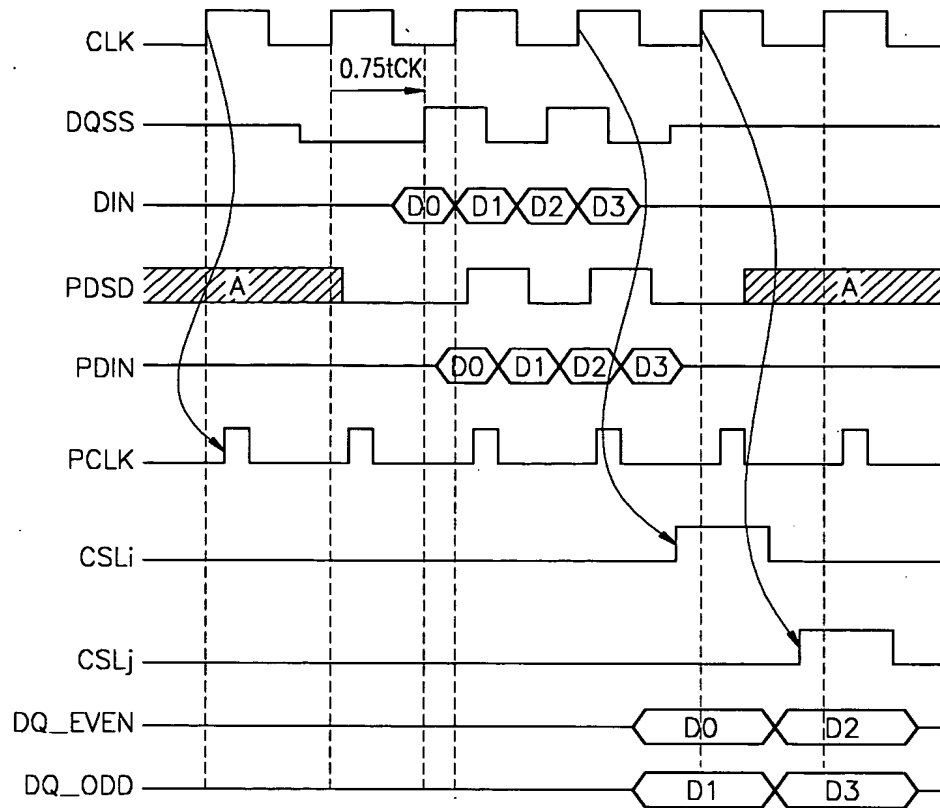 CLK
0.75tCK
DQSS
DIN D0 D1 D2 D3
PDSD A A
PDIN D0 D1 D2 D3
PCLK
CSLi
CSLj
DQ_EVEN D0 D2
DQ_ODD D1 D3